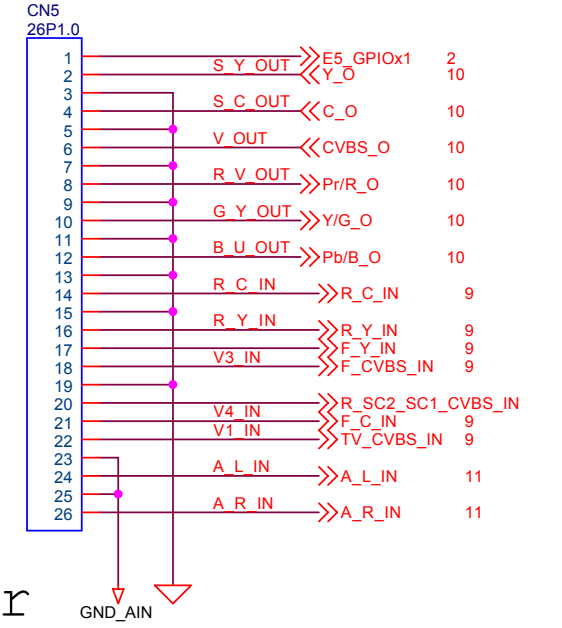 CN5
26P1.0
1 E5_GPIOx1 2
2 S_Y_OUT Y_O 10
3
4 S_C_OUT C_O 10
5
6 V_OUT CVBS_O 10
7
8 R_V_OUT Pr/R_O 10
9
10 G_Y_OUT Y/G_O 10
11
12 B_U_OUT Pb/B_O 10
13
14 R_C_IN R_C_IN 9
15
16 R_Y_IN R_Y_IN 9
17 F_Y_IN 9
18 V3_IN F_CVBS_IN 9
19
20 R_SC2_SC1_CVBS_IN
21 V4_IN F_C_IN 9
22 V1_IN TV_CVBS_IN 9
23
24 A_L_IN A_L_IN 11
25
26 A_R_IN A_R_IN 11
r
GND_AIN